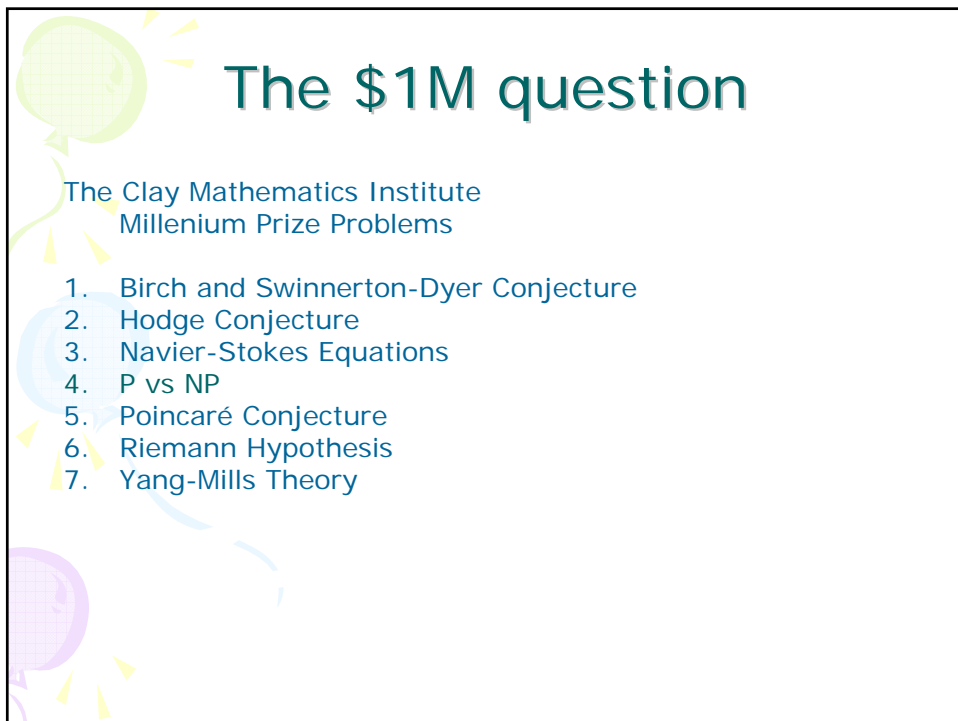 The $1M question
The Clay Mathematics Institute
Millenium Prize Problems
1. Birch and Swinnerton-Dyer Conjecture
2. Hodge Conjecture
3. Navier-Stokes Equations
4. P vs NP
5. Poincaré Conjecture
6. Riemann Hypothesis
7. Yang-Mills Theory